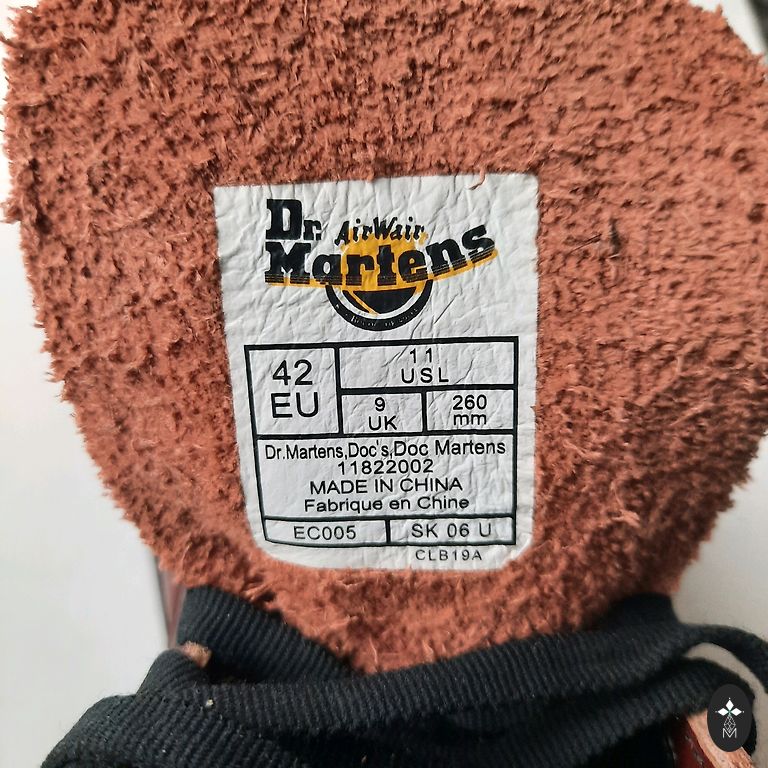 Dr. AirWair
Martens
42
EU
11
USL
9
UK
260
mm
Dr.Martens,Doc's,Doc Martens
11822002
MADE IN CHINA
Fabrique en Chine
EC005
SK 06 U
CLB19A
M